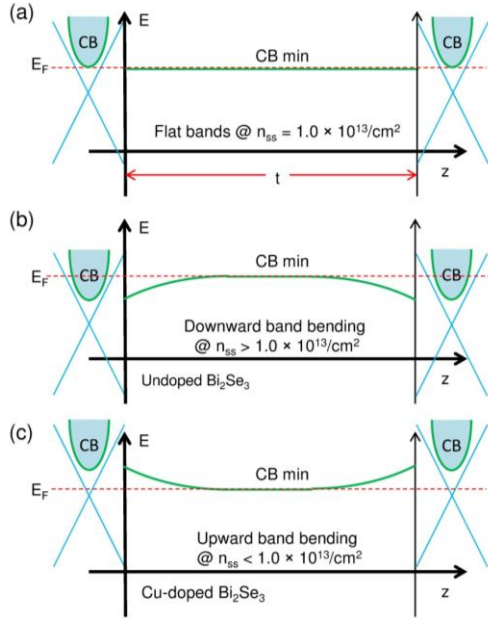 (a)
E
CB
CB
CB min
E_F
Flat bands @ n_ss = 1.0 × 10^13/cm^2
t
z
(b)
E
CB min
E_F
CB
CB
Downward band bending
@ n_ss > 1.0 × 10^13/cm^2
Undoped Bi₂Se₃
z
(c)
E
CB
CB
CB min
E_F
Upward band bending
@ n_ss < 1.0 × 10^13/cm^2
Cu-doped Bi₂Se₃
z